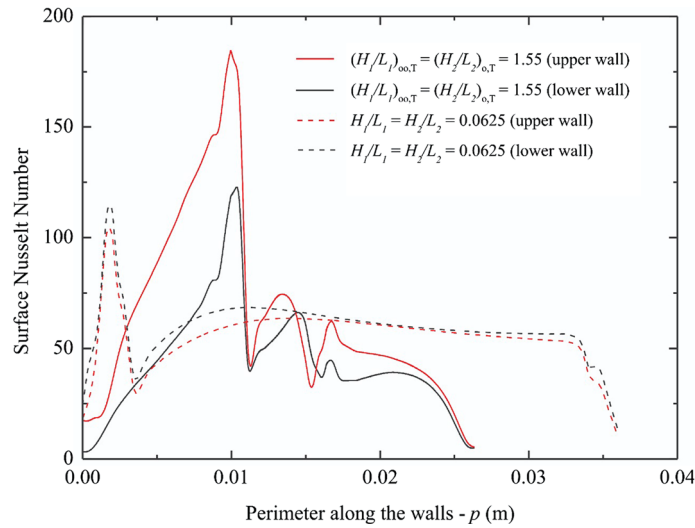 200
150
100
50
0
Surface Nusselt Number
(H1/L1)oo,T = (H2/L2)o,T = 1.55 (upper wall)
(H1/L1)oo,T = (H2/L2)o,T = 1.55 (lower wall)
H1/L1 = H2/L2 = 0.0625 (upper wall)
H1/L1 = H2/L2 = 0.0625 (lower wall)
0.00 0.01 0.02 0.03 0.04
Perimeter along the walls - p (m)